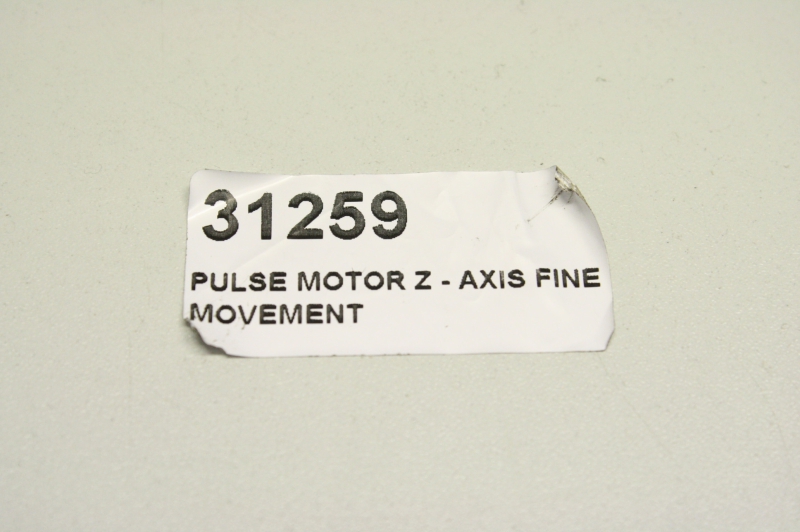 31259
PULSE MOTOR Z - AXIS FINE
MOVEMENT